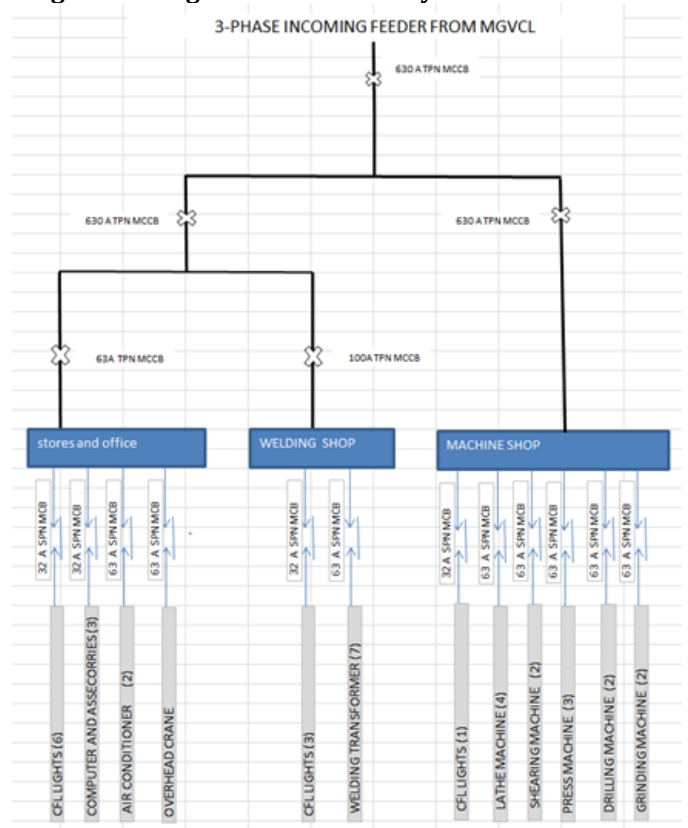 3-PHASE INCOMING FEEDER FROM MGVCL
630 A TPN MCCB
630 A TPN MCCB
630 A TPN MCCB
63A TPN MCCB
100A TPN MCCB
stores and office
WELDING SHOP
MACHINE SHOP
32 A SPN MCB
32 A SPN MCB
63 A SPN MCB
63 A SPN MCB
32 A SPN MCB
63 A SPN MCB
32 A SPN MCB
63 A SPN MCB
63 A SPN MCB
63 A SPN MCB
63 A SPN MCB
63 A SPN MCB
CFL LIGHTS (6)
COMPUTER AND ASSECORRIES (3)
AIR CONDITIONER (2)
OVERHEAD CRANE
CFL LIGHTS (3)
WELDING TRANSFORMER (7)
CFL LIGHTS (1)
LATHE MACHINE (4)
SHEARING MACHINE (2)
PRESS MACHINE (3)
DRILLING MACHINE (2)
GRINDING MACHINE (2)